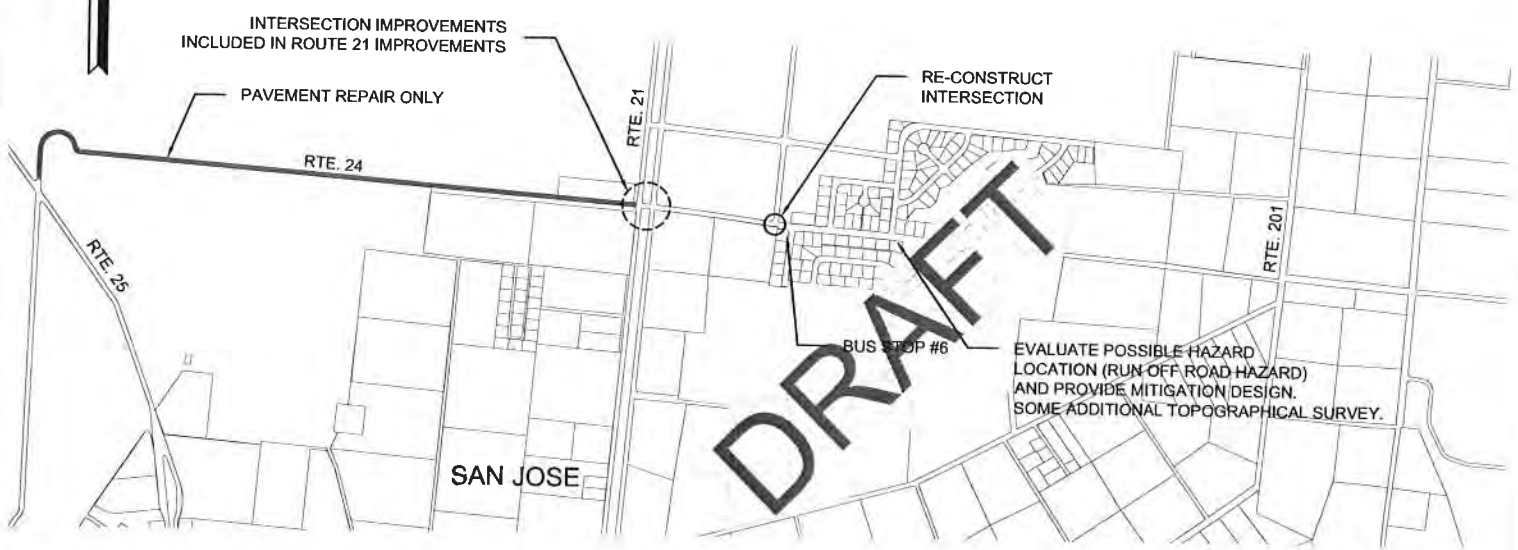 INTERSECTION IMPROVEMENTS
INCLUDED IN ROUTE 21 IMPROVEMENTS
PAVEMENT REPAIR ONLY
RTE. 24
RTE. 25
RTE. 21
RE-CONSTRUCT
INTERSECTION
RTE. 201
BUS STOP #6
EVALUATE POSSIBLE HAZARD
LOCATION (RUN OFF ROAD HAZARD)
AND PROVIDE MITIGATION DESIGN.
SOME ADDITIONAL TOPOGRAPHICAL SURVEY.
SAN JOSE
DRAFT